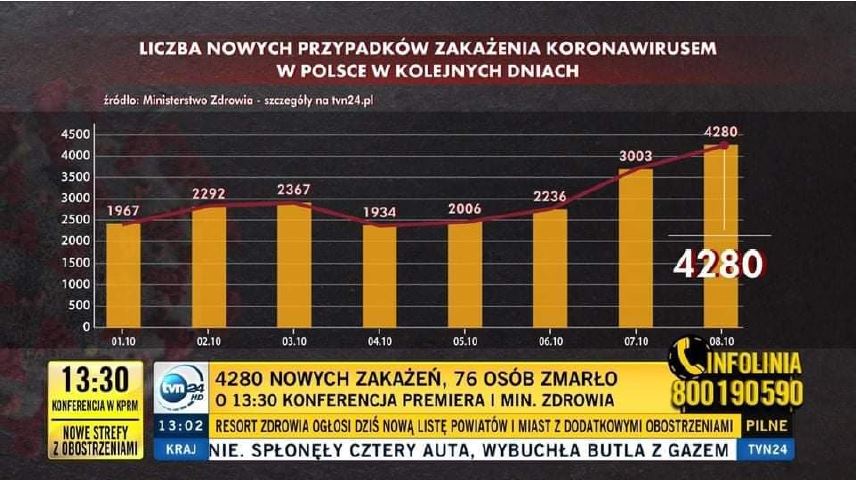 LICZBA NOWYCH PRZYPADKÓW ZAKAŻENIA KORONAWIRUSEM
W POLSCE W KOLEJNYCH DNIACH
źródło: Ministerstwo Zdrowia - szczegóły na tvn24.pl
4500
4000
3500
3000
2500
2000
1500
1000
500
0
1967
2292
2367
1934
2006
2236
3003
4280
4280
01.10
02.10
03.10
04.10
05.10
06.10
07.10
08.10
INFOLINIA
800190590
13:30
KONFERENCJA W KPRM
NOWE STREFY
Z OBOSTRZENIAMI
tvn24
HD
4280 NOWYCH ZAKAŻEŃ, 76 OSÓB ZMARŁO
O 13:30 KONFERENCJA PREMIERA I MIN. ZDROWIA
13:02 RESORT ZDROWIA OGŁOSI DZIŚ NOWĄ LISTĘ POWIATÓW I MIAST Z DODATKOWYMI OBOSTRZENIAMI PILNE
KRAJ NIE. SPŁONĘŁY CZTERY AUTA, WYBUCHŁA BUTLA Z GAZEM TVN24